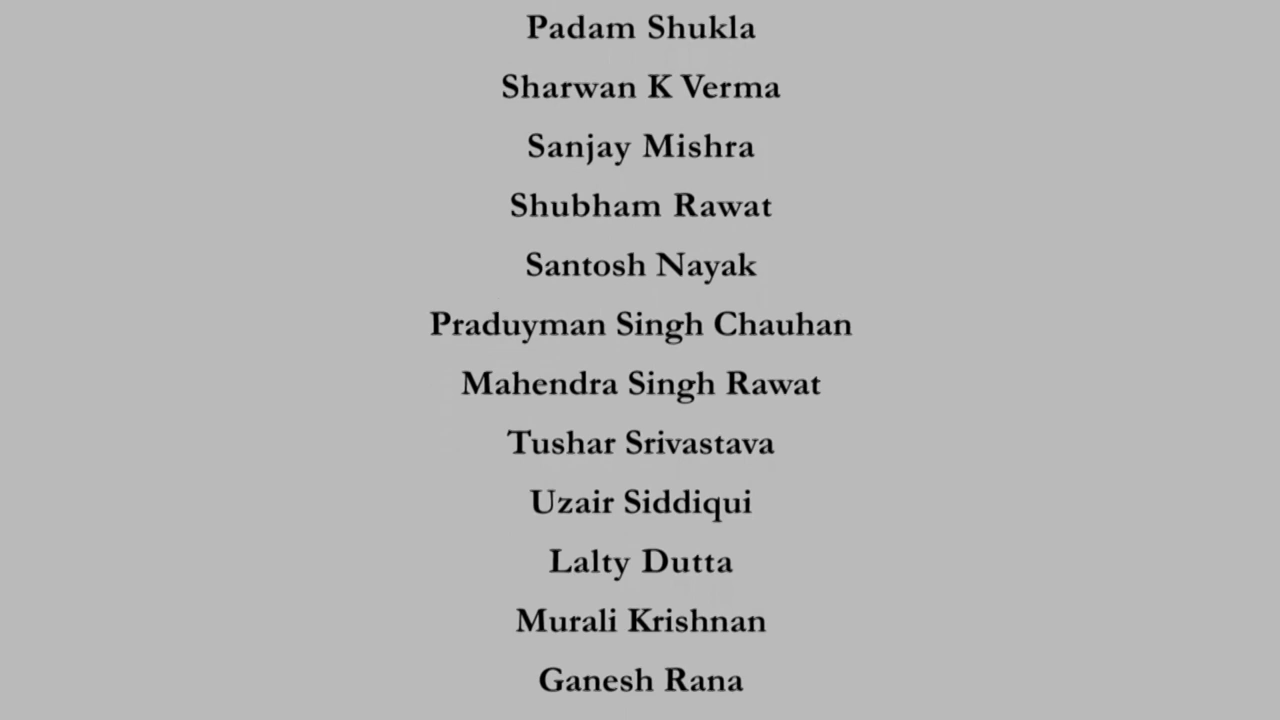 Padam Shukla
Sharwan K Verma
Sanjay Mishra
Shubham Rawat
Santosh Nayak
Praduyman Singh Chauhan
Mahendra Singh Rawat
Tushar Srivastava
Uzair Siddiqui
Lalty Dutta
Murali Krishnan
Ganesh Rana